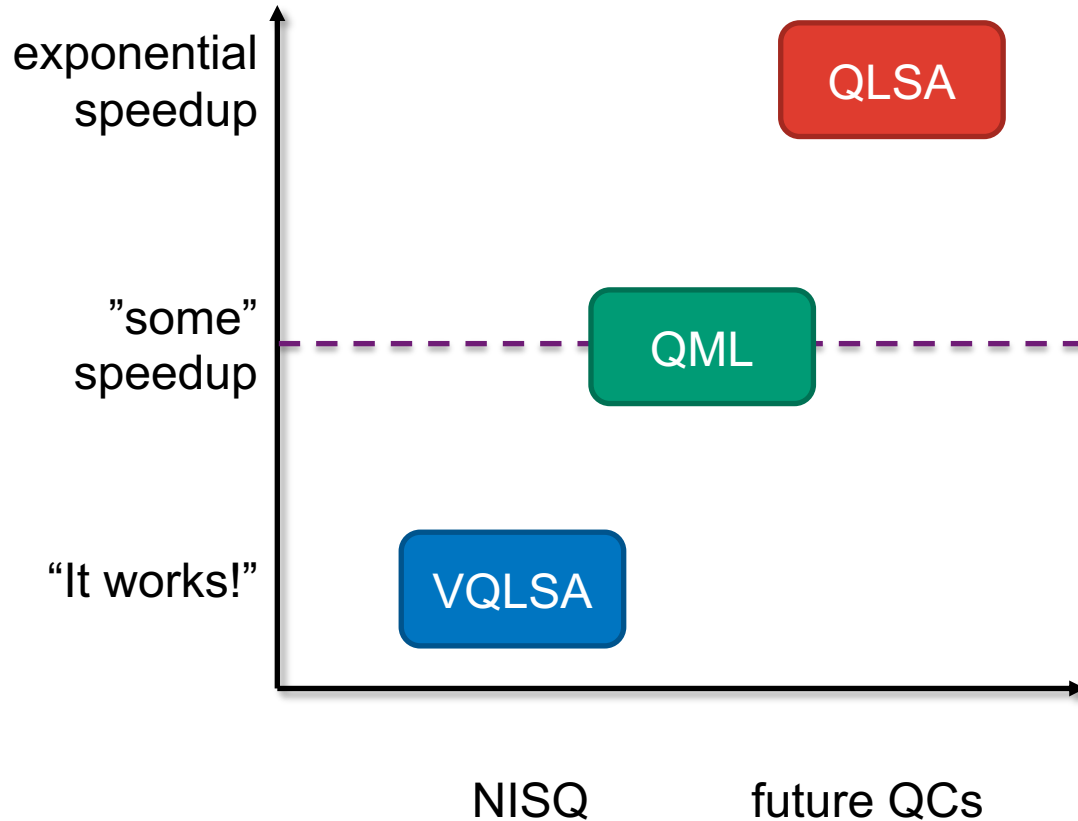 exponential
speedup
QLSA
”some”
speedup
QML
“It works!”
VQLSA
NISQ
future QCs